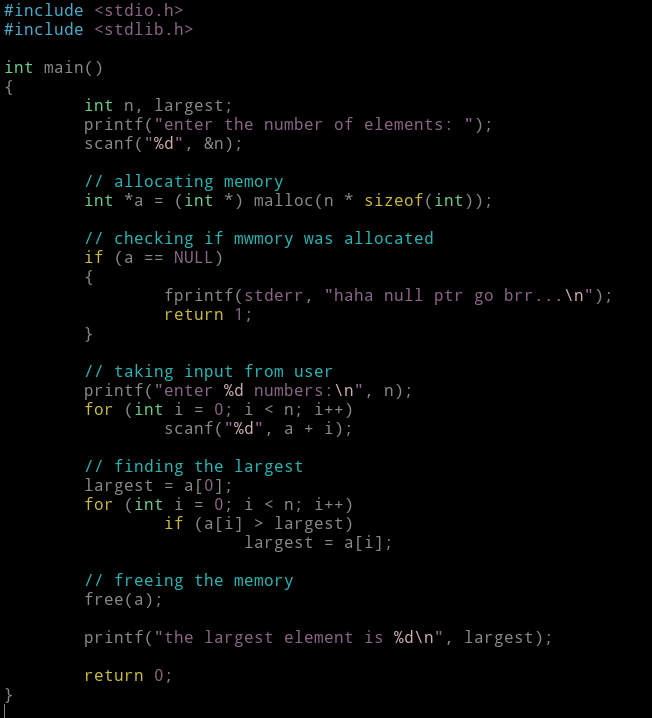 #include <stdio.h>
#include <stdlib.h>

int main()
{
        int n, largest;
        printf("enter the number of elements: ");
        scanf("%d", &n);

        // allocating memory
        int *a = (int *) malloc(n * sizeof(int));

        // checking if mwmory was allocated
        if (a == NULL)
        {
                fprintf(stderr, "haha null ptr go brr...\n");
                return 1;
        }

        // taking input from user
        printf("enter %d numbers:\n", n);
        for (int i = 0; i < n; i++)
                scanf("%d", a + i);

        // finding the largest
        largest = a[0];
        for (int i = 0; i < n; i++)
                if (a[i] > largest)
                        largest = a[i];

        // freeing the memory
        free(a);

        printf("the largest element is %d\n", largest);

        return 0;
}